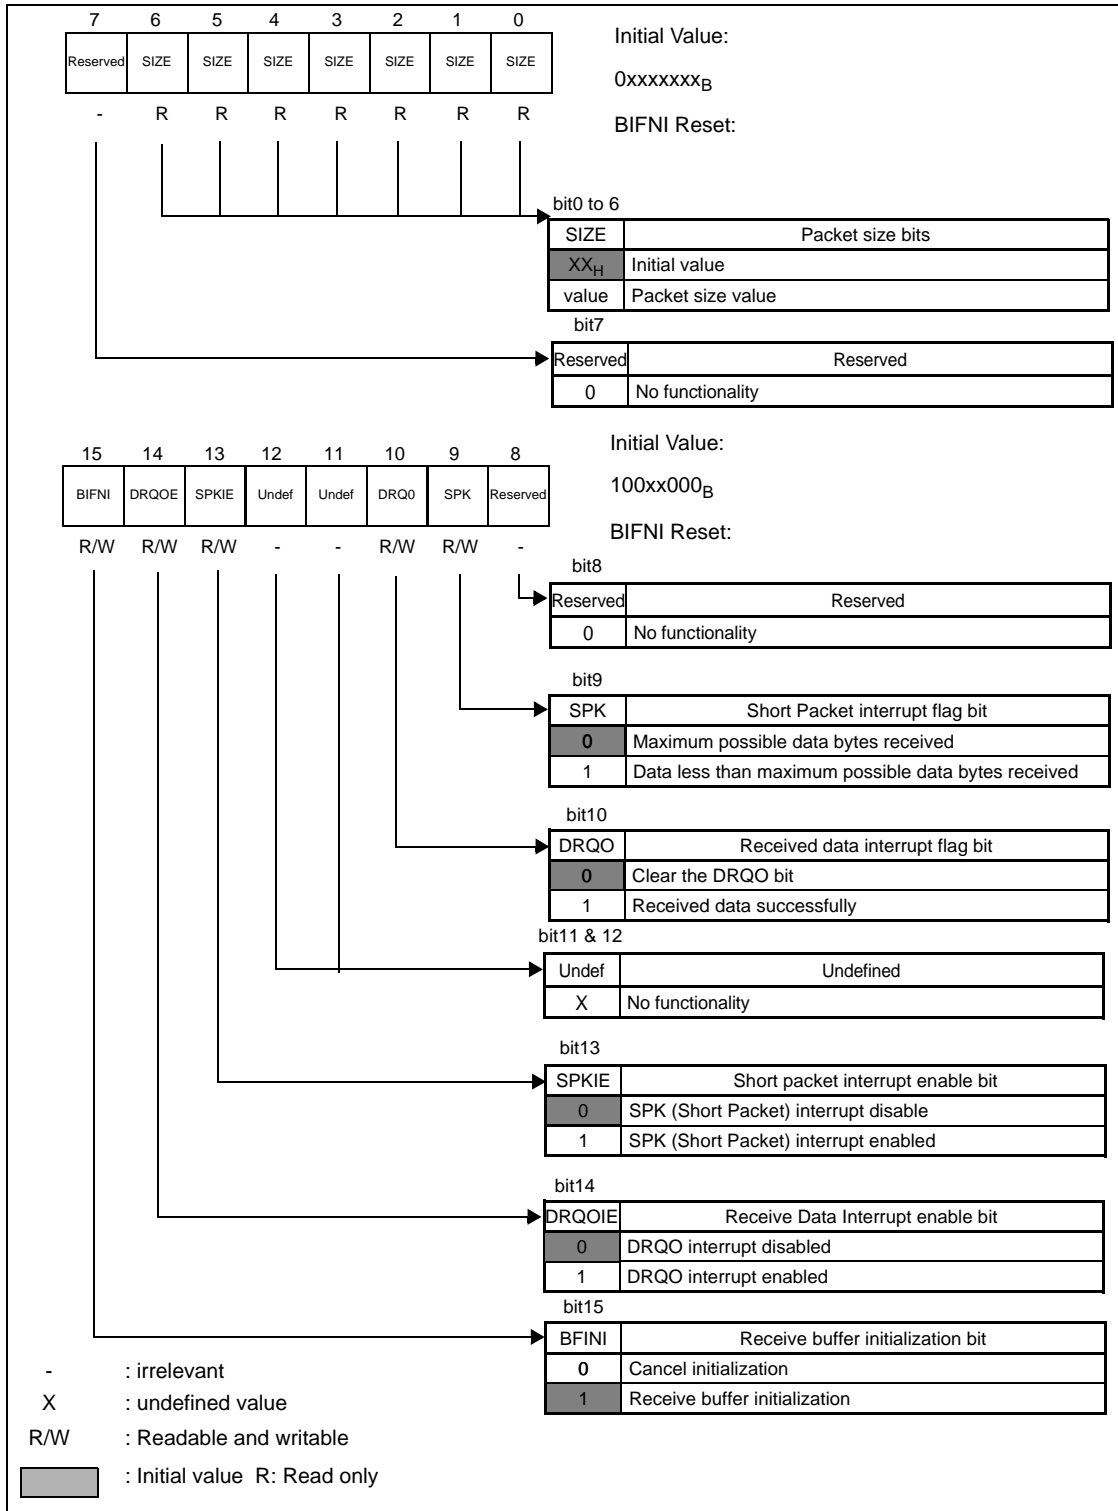 7 6 5 4 3 2 1 0
Reserved SIZE SIZE SIZE SIZE SIZE SIZE SIZE
- R R R R R R R
Initial Value:
0xxxxxxxB
BIFNI Reset:
bit0 to 6
SIZE Packet size bits
XXH Initial value
value Packet size value
bit7
Reserved Reserved
0 No functionality
15 14 13 12 11 10 9 8
BIFNI DRQOE SPKIE Undef Undef DRQ0 SPK Reserved
R/W R/W R/W - - R/W R/W -
Initial Value:
100xx000B
BIFNI Reset:
bit8
Reserved Reserved
0 No functionality
bit9
SPK Short Packet interrupt flag bit
0 Maximum possible data bytes received
1 Data less than maximum possible data bytes received
bit10
DRQO Received data interrupt flag bit
0 Clear the DRQO bit
1 Received data successfully
bit11 & 12
Undef Undefined
X No functionality
bit13
SPKIE Short packet interrupt enable bit
0 SPK (Short Packet) interrupt disable
1 SPK (Short Packet) interrupt enabled
bit14
DRQOIE Receive Data Interrupt enable bit
0 DRQO interrupt disabled
1 DRQO interrupt enabled
bit15
BFINI Receive buffer initialization bit
0 Cancel initialization
1 Receive buffer initialization
- : irrelevant
X : undefined value
R/W : Readable and writable
: Initial value R: Read only